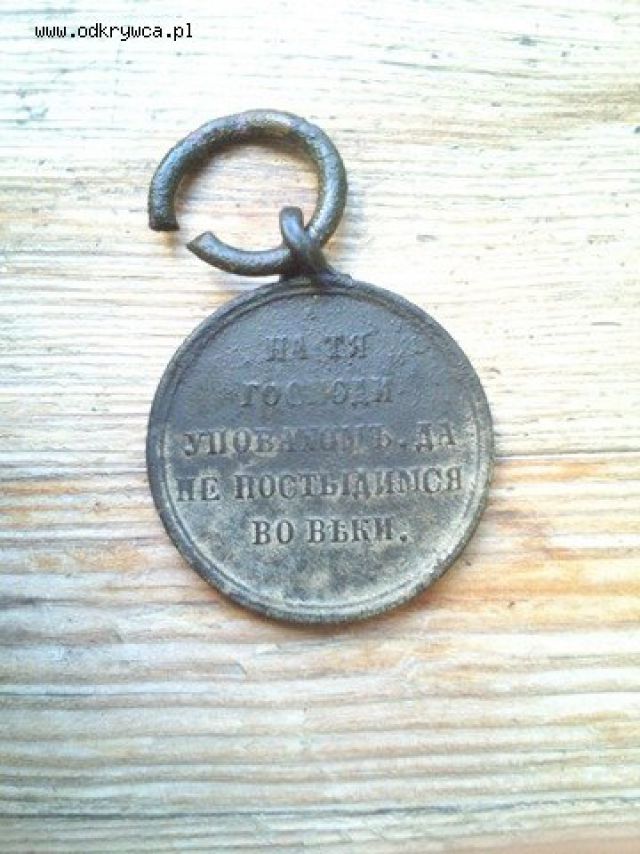 www.odkrywca.pl
НА ТЯ
ГОСПОДИ
УПОВАХОМЪ. ДА
НЕ ПОСТЫДИМСЯ
ВО ВѢКИ.